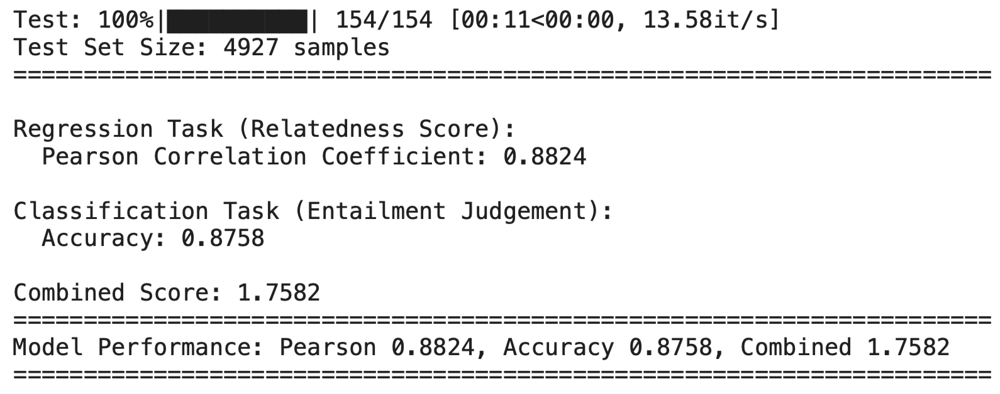 Test: 100%|██████████| 154/154 [00:11<00:00, 13.58it/s]
Test Set Size: 4927 samples
======================================================================
Regression Task (Relatedness Score):
  Pearson Correlation Coefficient: 0.8824
Classification Task (Entailment Judgement):
  Accuracy: 0.8758
Combined Score: 1.7582
======================================================================
Model Performance: Pearson 0.8824, Accuracy 0.8758, Combined 1.7582
======================================================================